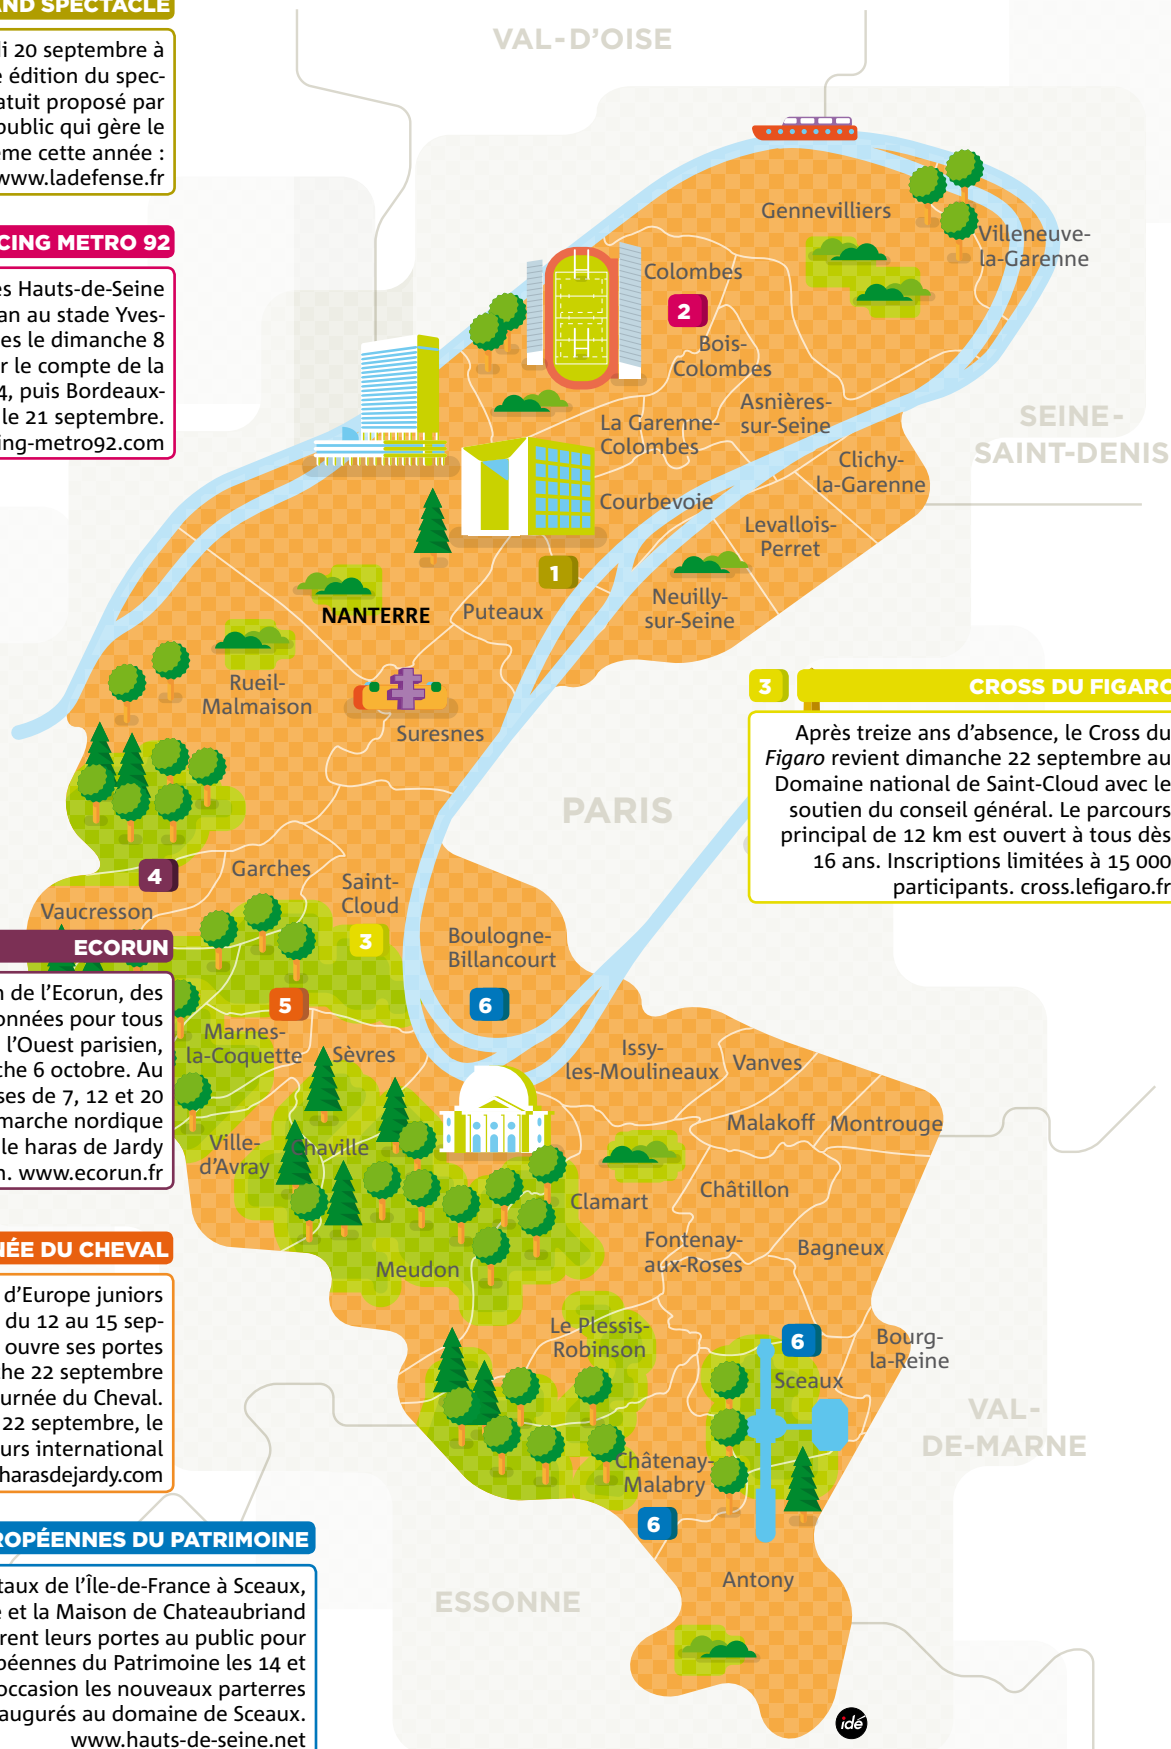 AND SPECTACLE
di 20 septembre à
e édition du spec-
atuit proposé par
public qui gère le
ème cette année :
www.ladefense.fr
CING METRO 92
es Hauts-de-Seine
an au stade Yves-
es le dimanche 8
r le compte de la
4, puis Bordeaux-
le 21 septembre.
ing-metro92.com
VAL-D’OISE
Gennevilliers
Villeneuve-
la-Garenne
Colombes
2
Bois-
Colombes
Asnières-
sur-Seine
La Garenne-
Colombes
SEINE-
SAINT-DENIS
Clichy-
la-Garenne
Courbevoie
Levallois-
Perret
1
Neuilly-
sur-Seine
NANTERRE
Puteaux
Rueil-
Malmaison
Suresnes
3
CROSS DU FIGARO
Après treize ans d’absence, le Cross du
Figaro revient dimanche 22 septembre au
Domaine national de Saint-Cloud avec le
soutien du conseil général. Le parcours
principal de 12 km est ouvert à tous dès
16 ans. Inscriptions limitées à 15 000
participants. cross.lefigaro.fr
PARIS
4
Garches
Saint-
Cloud
Vaucresson
3
Boulogne-
Billancourt
6
5
Marnes-
la-Coquette
Sèvres
Issy-
les-Moulineaux
Vanves
Malakoff
Montrouge
Ville-
d’Avray
Chaville
Châtillon
Clamart
Fontenay-
aux-Roses
Bagneux
Meudon
Le Plessis-
Robinson
6
Bourg-
la-Reine
Sceaux
VAL-
DE-MARNE
Châtenay-
Malabry
6
Antony
ESSONNE
ECORUN
n de l’Ecorun, des
onnées pour tous
l’Ouest parisien,
che 6 octobre. Au
ses de 7, 12 et 20
marche nordique
le haras de Jardy
n. www.ecorun.fr
NÉE DU CHEVAL
d’Europe juniors
du 12 au 15 sep-
ouvre ses portes
che 22 septembre
urnée du Cheval.
22 septembre, le
urs international
harasdejardy.com
ROPÉENNES DU PATRIMOINE
taux de l’Île-de-France à Sceaux,
e et la Maison de Chateaubriand
rent leurs portes au public pour
péennes du Patrimoine les 14 et
occasion les nouveaux parterres
augurés au domaine de Sceaux.
www.hauts-de-seine.net
idé